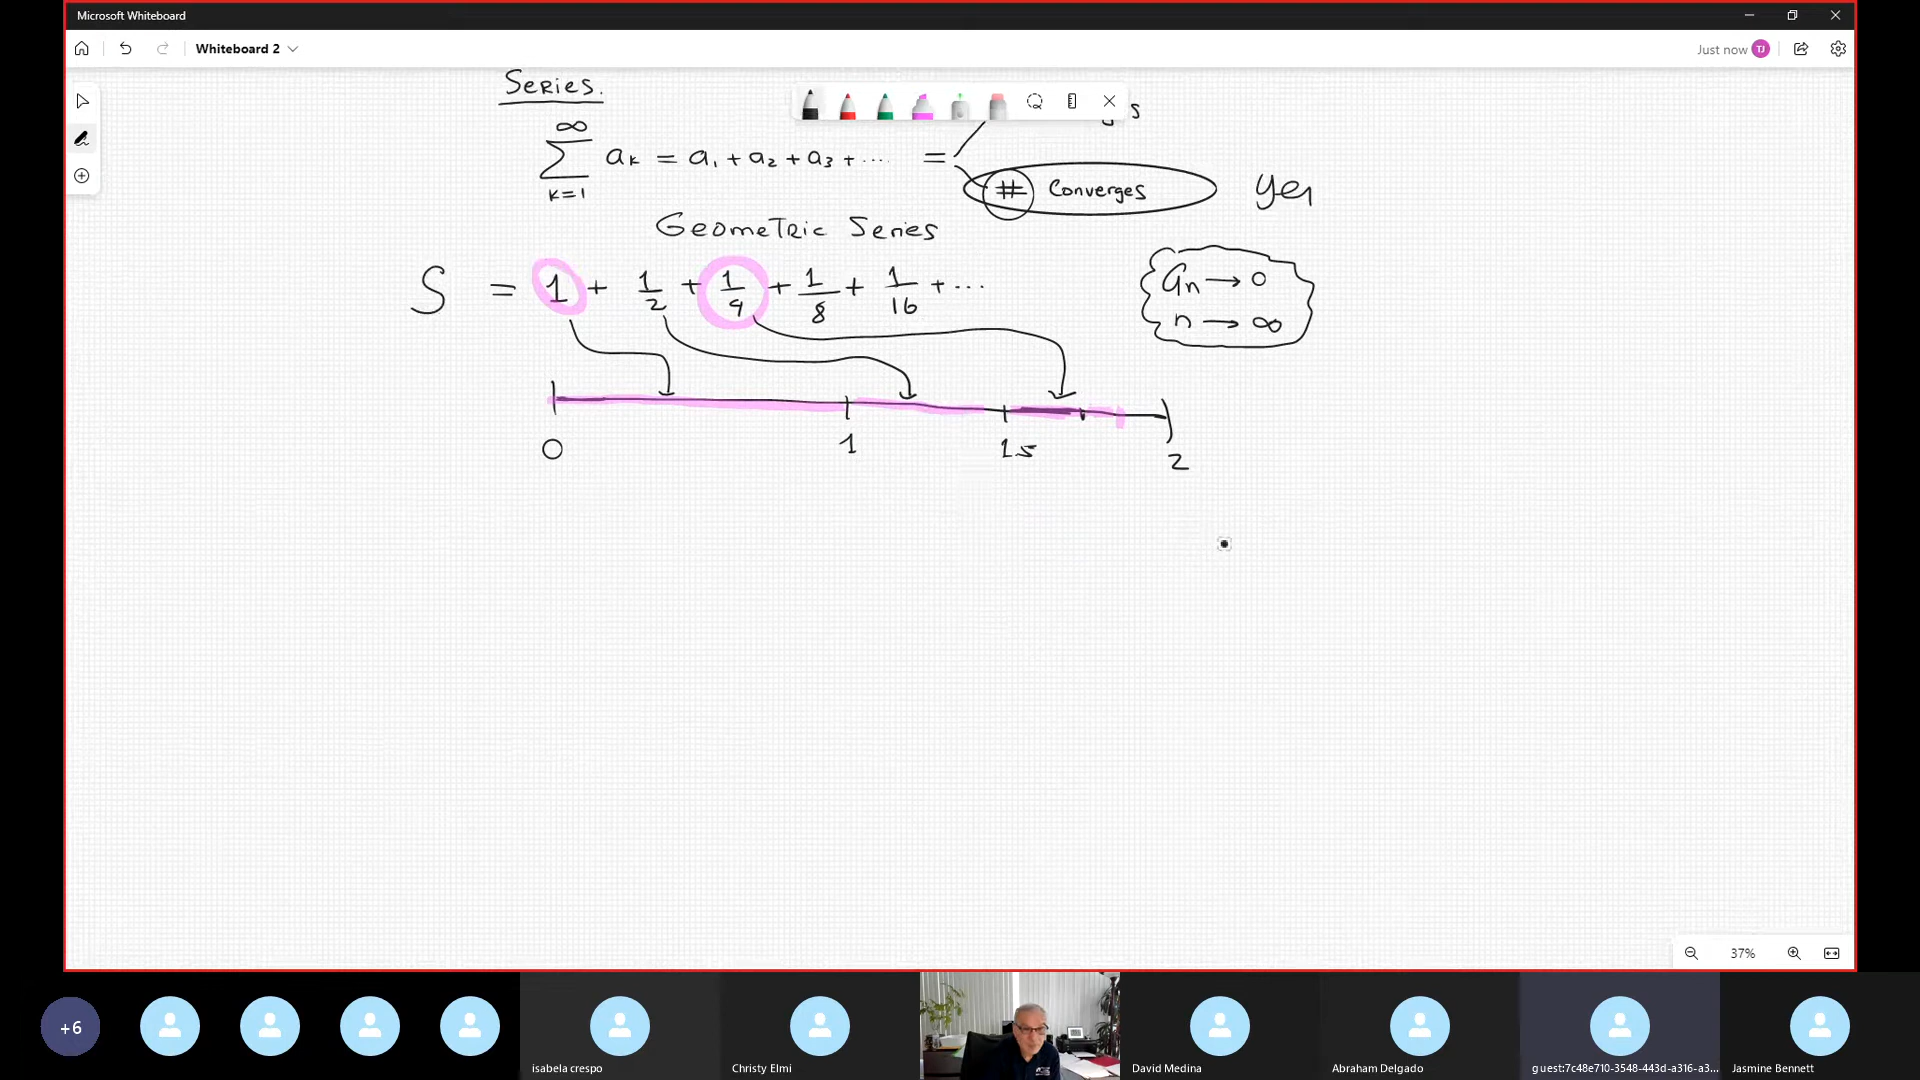 Microsoft Whiteboard
Whiteboard 2
Just now TJ
Series.
∞
∑ aₖ = a₁ + a₂ + a₃ + .... =
k=1
# Converges yes
Geometric Series
S = 1 + 1/2 + 1/4 + 1/8 + 1/16 + ...
an → 0
n → ∞
0 1 1.5 2
37%
+6
isabela crespo
Christy Elmi
David Medina
Abraham Delgado
guest:7c48e710-3548-443d-a316-a3...
Jasmine Bennett